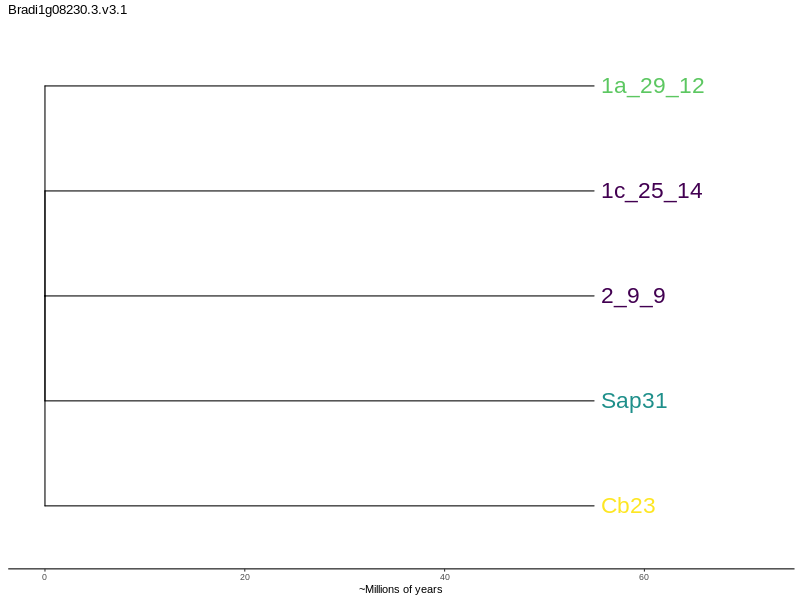 Bradi1g08230.3.v3.1
1a_29_12
1c_25_14
2_9_9
Sap31
Cb23
0 20 40 60
~Millions of years